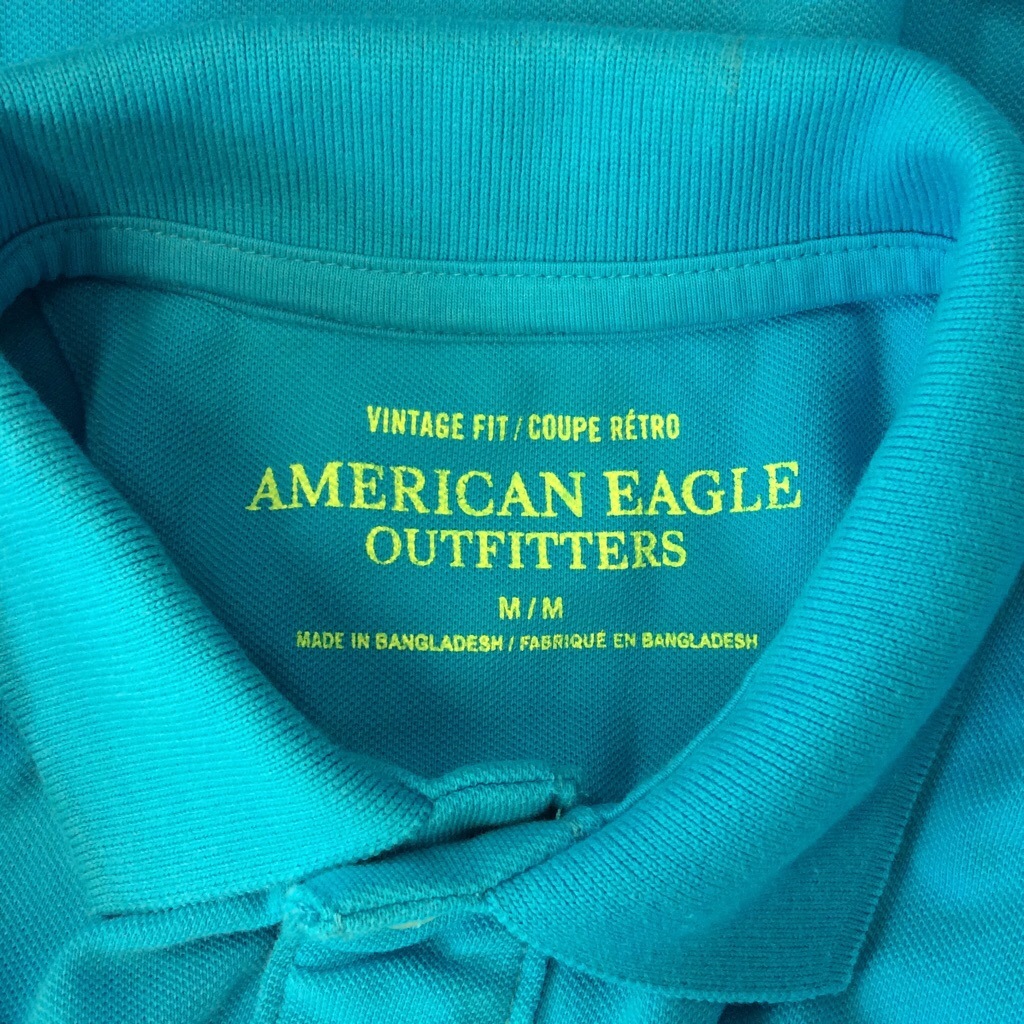 VINTAGE FIT / COUPE RÉTRO
AMERICAN EAGLE
OUTFITTERS
M / M
MADE IN BANGLADESH / FABRIQUÉ EN BANGLADESH